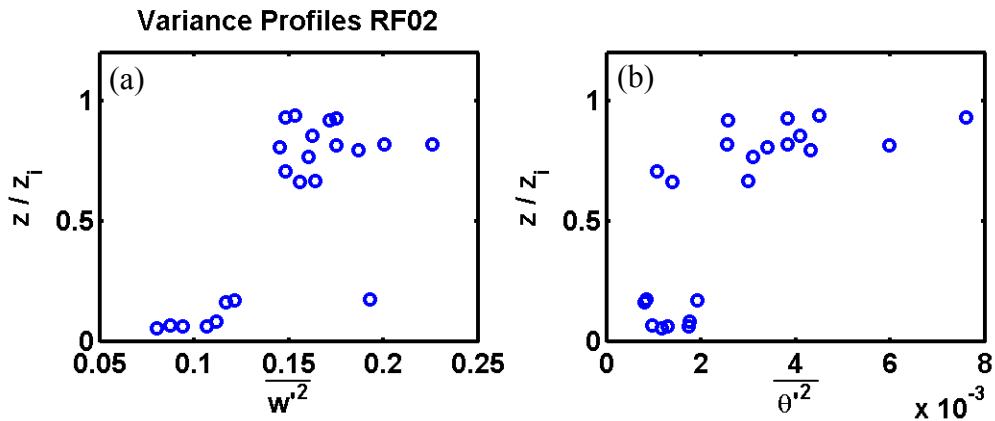 Variance Profiles RF02
(a)
z / z_i
1
0.5
0
0.05 0.1 0.15 0.2 0.25
w'^2
(b)
z / z_i
1
0.5
0
0 2 4 6 8
θ'^2
x 10^-3